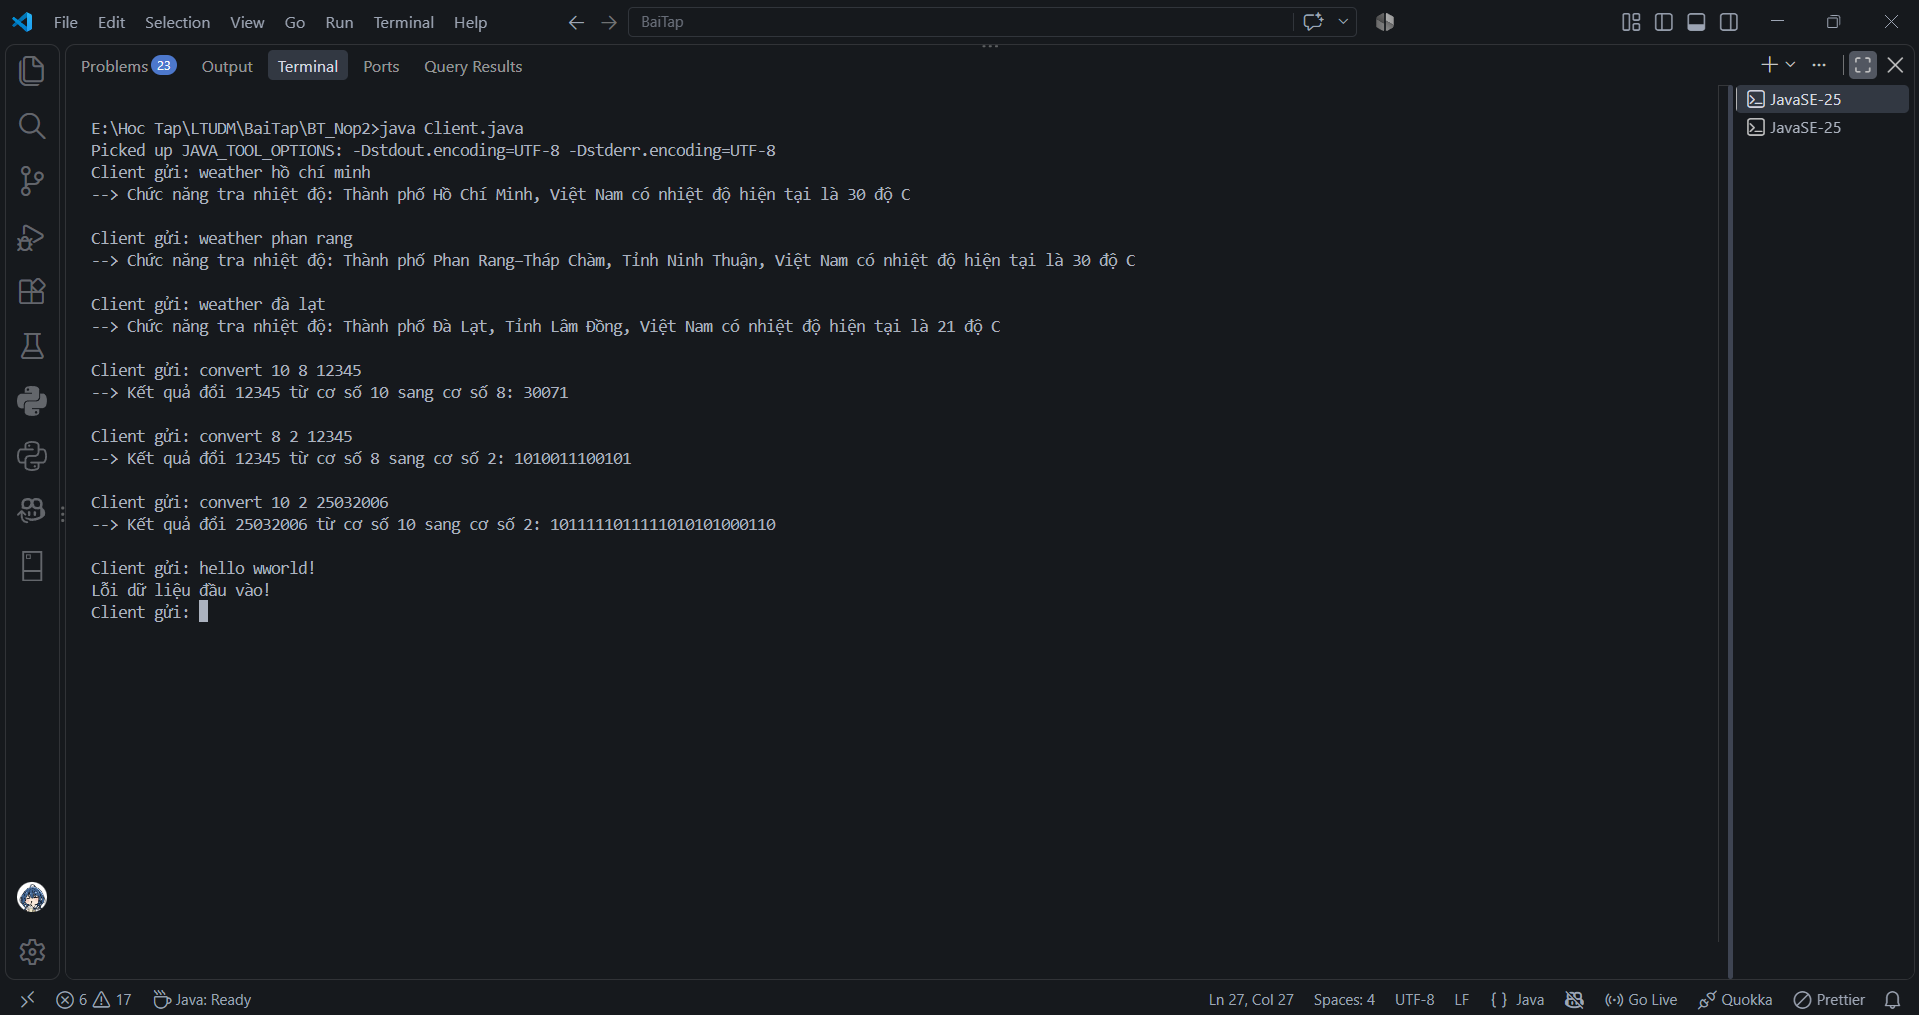 File Edit Selection View Go Run Terminal Help
BaiTap
Problems 23 Output Terminal Ports Query Results
JavaSE-25
JavaSE-25
E:\Hoc Tap\LTUDM\BaiTap\BT_Nop2>java Client.java
Picked up JAVA_TOOL_OPTIONS: -Dstdout.encoding=UTF-8 -Dstderr.encoding=UTF-8
Client gửi: weather hồ chí minh
--> Chức năng tra nhiệt độ: Thành phố Hồ Chí Minh, Việt Nam có nhiệt độ hiện tại là 30 độ C
Client gửi: weather phan rang
--> Chức năng tra nhiệt độ: Thành phố Phan Rang–Tháp Chàm, Tỉnh Ninh Thuận, Việt Nam có nhiệt độ hiện tại là 30 độ C
Client gửi: weather đà lạt
--> Chức năng tra nhiệt độ: Thành phố Đà Lạt, Tỉnh Lâm Đồng, Việt Nam có nhiệt độ hiện tại là 21 độ C
Client gửi: convert 10 8 12345
--> Kết quả đổi 12345 từ cơ số 10 sang cơ số 8: 30071
Client gửi: convert 8 2 12345
--> Kết quả đổi 12345 từ cơ số 8 sang cơ số 2: 1010011100101
Client gửi: convert 10 2 25032006
--> Kết quả đổi 25032006 từ cơ số 10 sang cơ số 2: 1011111011111010101000110
Client gửi: hello wworld!
Lỗi dữ liệu đầu vào!
Client gửi:
6 17 Java: Ready Ln 27, Col 27 Spaces: 4 UTF-8 LF { } Java Go Live Quokka Prettier